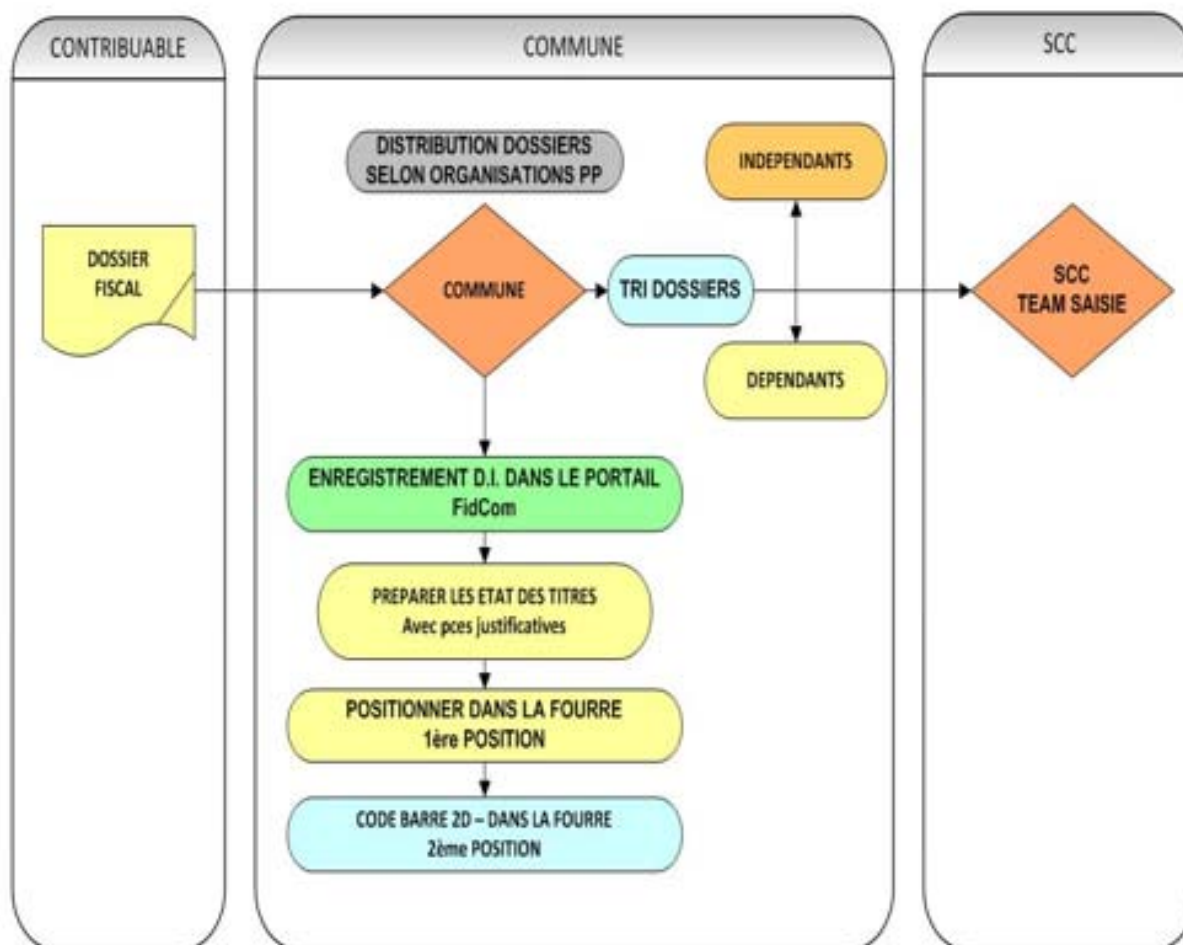 CONTRIBUABLE
COMMUNE
SCC
DISTRIBUTION DOSSIERS
SELON ORGANISATIONS PP
INDEPENDANTS
DOSSIER
FISCAL
COMMUNE
TRI DOSSIERS
SCC
TEAM SAISIE
DEPENDANTS
ENREGISTREMENT D.I. DANS LE PORTAIL
FidCom
PREPARER LES ETAT DES TITRES
Avec pces justificatives
POSITIONNER DANS LA FOURRE
1ère POSITION
CODE BARRE 2D – DANS LA FOURRE
2ème POSITION